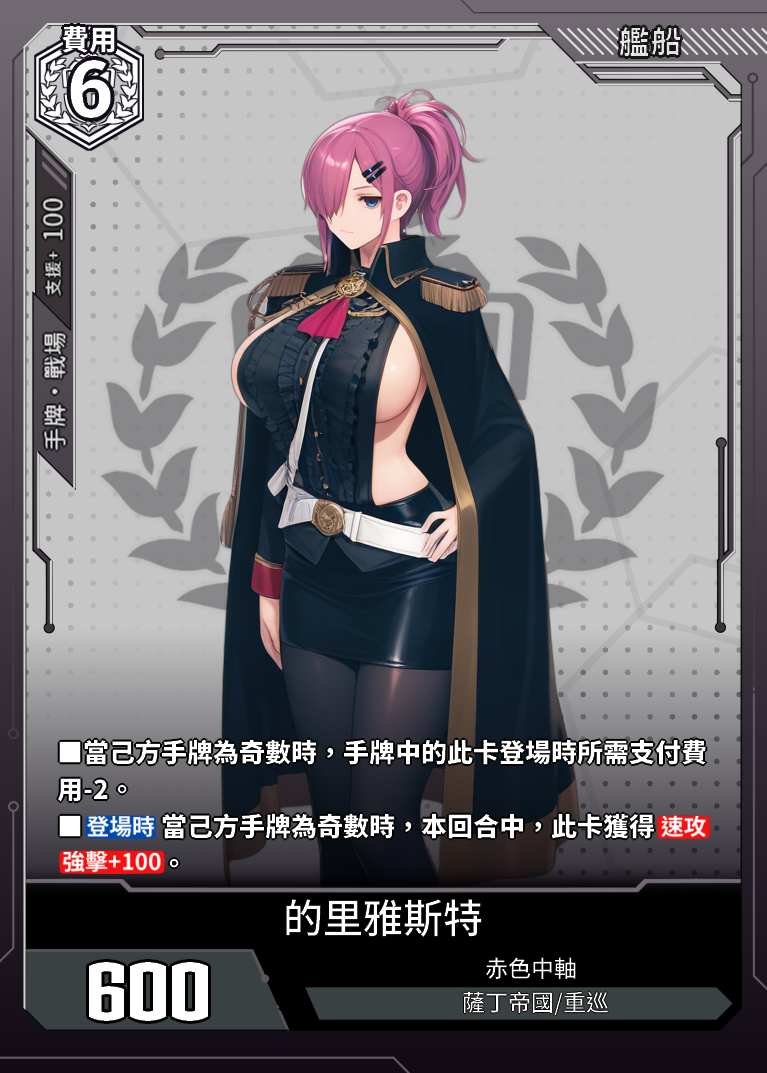 費用
6
艦船
支援+ 100
手牌・戰場
■當己方手牌為奇數時，手牌中的此卡登場時所需支付費
用-2。
■ 登場時 當己方手牌為奇數時，本回合中，此卡獲得 速攻
強擊+100 。
的里雅斯特
600
赤色中軸
薩丁帝國/重巡